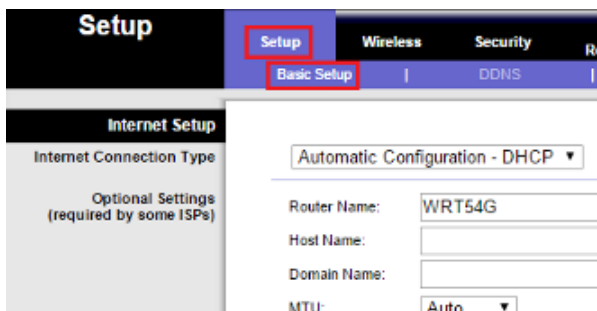 Setup
Setup Wireless Security
Basic Setup | DDNS |
Internet Setup
Internet Connection Type Automatic Configuration - DHCP
Optional Settings
(required by some ISPs)
Router Name: WRT54G
Host Name:
Domain Name:
MTU: Auto